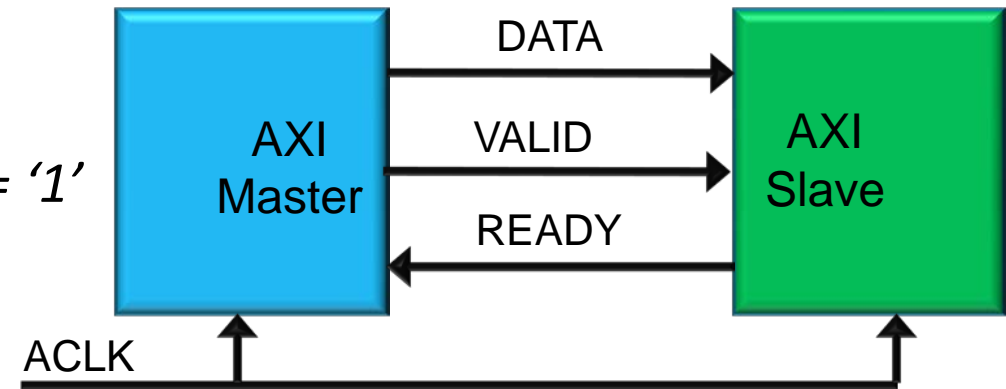 DATA
AXI
Master
VALID
AXI
Slave
= ‘1’
READY
ACLK